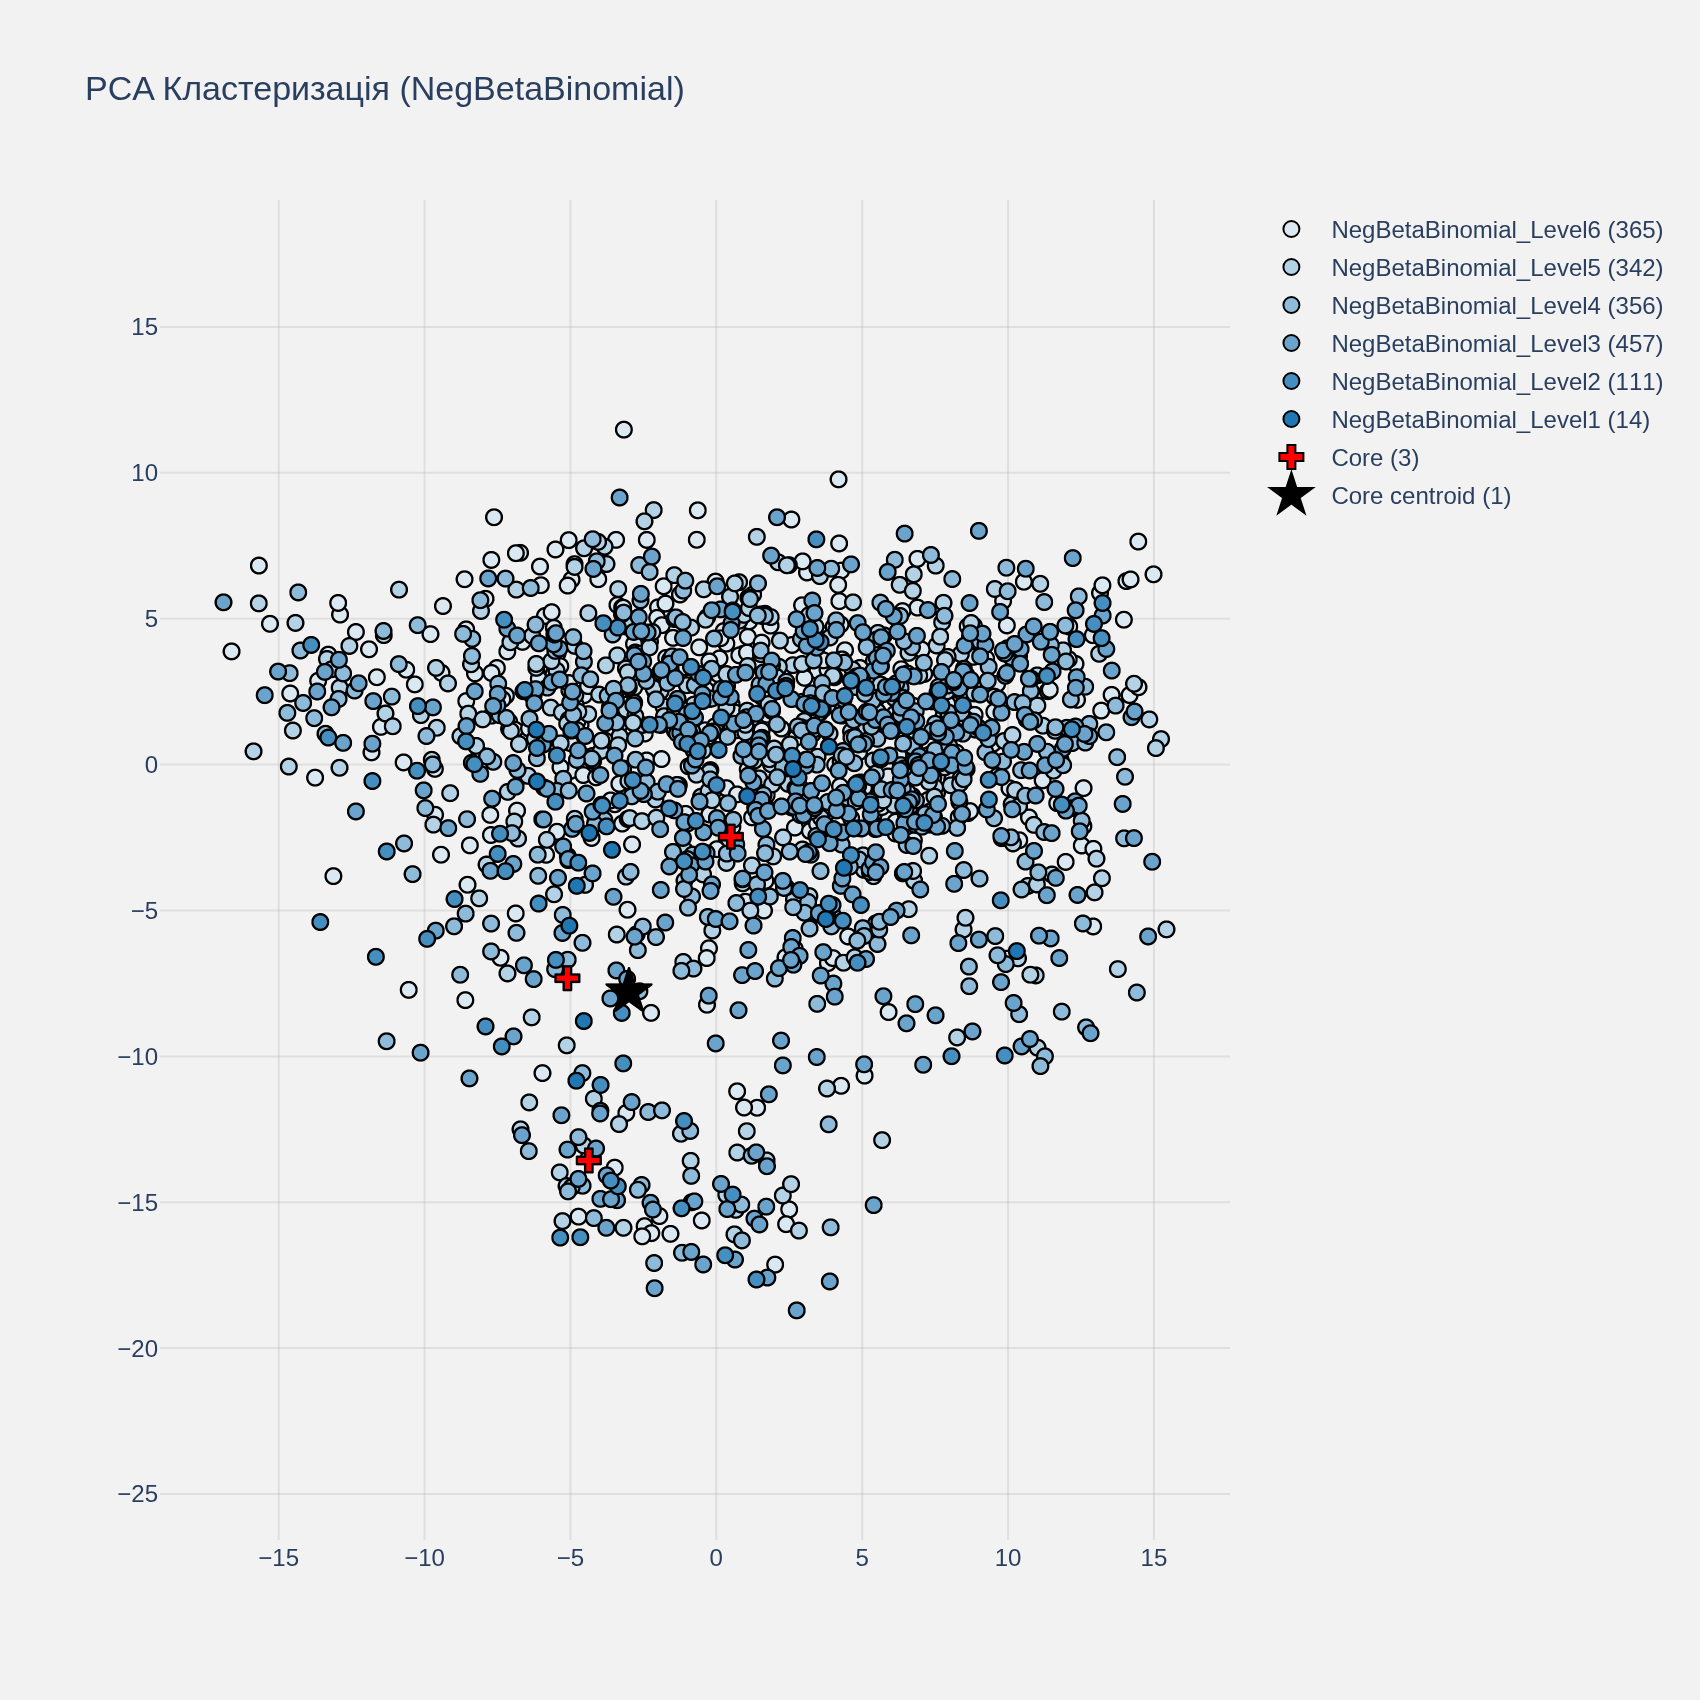 PCA Кластеризація (NegBetaBinomial)
NegBetaBinomial_Level6 (365)
NegBetaBinomial_Level5 (342)
NegBetaBinomial_Level4 (356)
NegBetaBinomial_Level3 (457)
NegBetaBinomial_Level2 (111)
NegBetaBinomial_Level1 (14)
Core (3)
Core centroid (1)
15
10
5
0
−5
−10
−15
−20
−25
−15 −10 −5 0 5 10 15